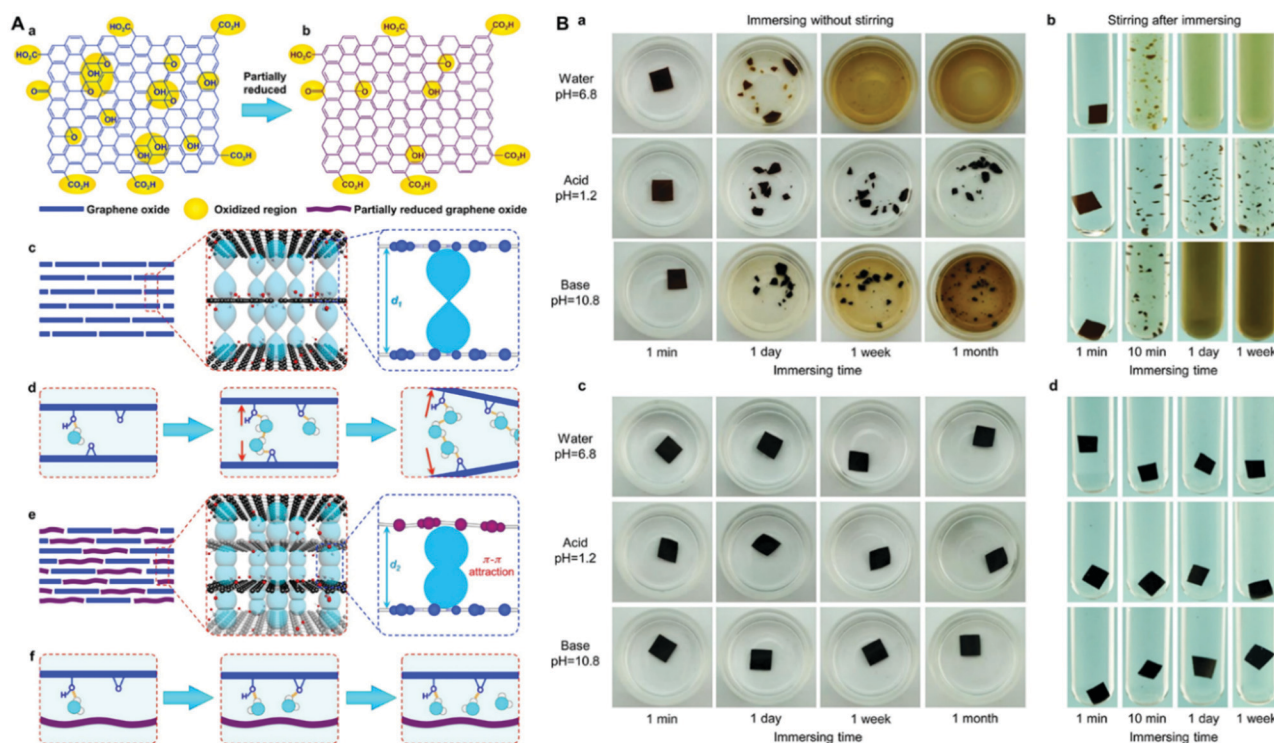 A
a
CO₂H
HO₂C
CO₂H
HO₂C
O
OH
O
O
OH
O
OH
O
OH
O
OH
OH
OH
OH
CO₂H
CO₂H
CO₂H
Partially
reduced
b
HO₂C
CO₂H
HO₂C
O
O
O
OH
OH
CO₂H
CO₂H
CO₂H
Graphene oxide
Oxidized region
Partially reduced graphene oxide
c
d₁
d
H
H
H
e
d₂
π-π
attraction
f
H
H
H
B
a
Immersing without stirring
Water
pH=6.8
Acid
pH=1.2
Base
pH=10.8
1 min
1 day
1 week
1 month
Immersing time
b
Stirring after immersing
1 min
10 min
1 day
1 week
Immersing time
c
Water
pH=6.8
Acid
pH=1.2
Base
pH=10.8
1 min
1 day
1 week
1 month
Immersing time
d
1 min
10 min
1 day
1 week
Immersing time